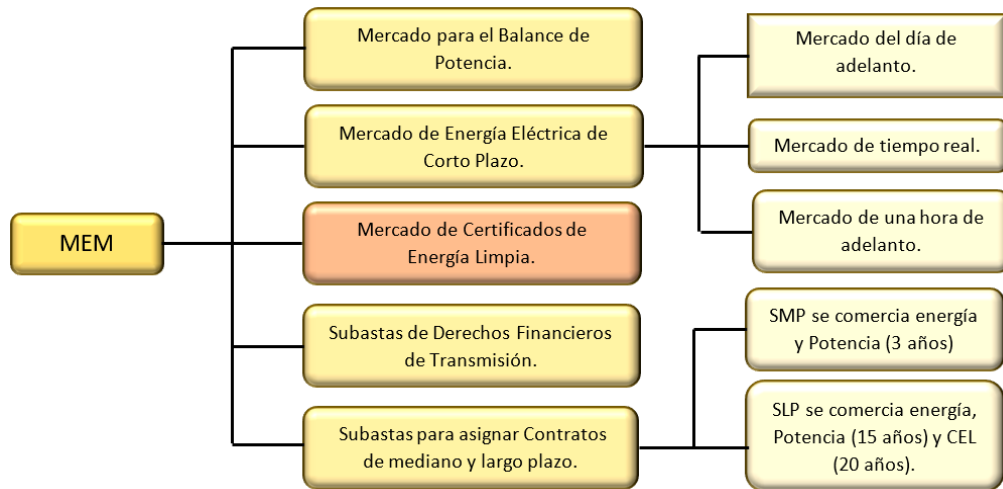 MEM
Mercado para el Balance de
Potencia.
Mercado de Energía Eléctrica de
Corto Plazo.
Mercado de Certificados de
Energía Limpia.
Subastas de Derechos Financieros
de Transmisión.
Subastas para asignar Contratos
de mediano y largo plazo.
Mercado del día de
adelanto.
Mercado de tiempo real.
Mercado de una hora de
adelanto.
SMP se comercia energía
y Potencia (3 años)
SLP se comercia energía,
Potencia (15 años) y CEL
(20 años).